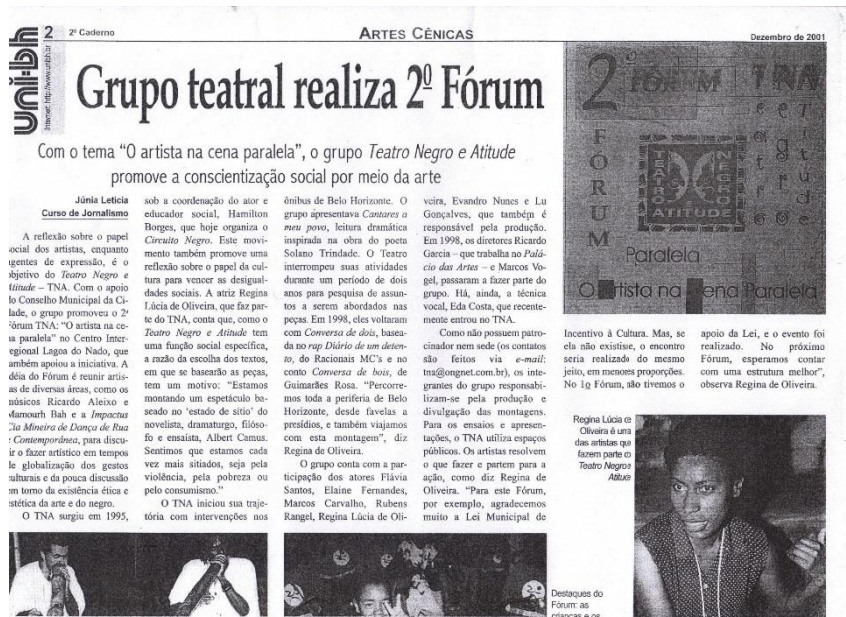 uni-bh
Internet: http://www.unibh.br
2
2º Caderno
ARTES CÊNICAS
Dezembro de 2001
Grupo teatral realiza 2º Fórum
Com o tema “O artista na cena paralela”, o grupo Teatro Negro e Atitude
promove a conscientização social por meio da arte
Júnia Leticia
Curso de Jornalismo
A reflexão sobre o papel
social dos artistas, enquanto
agentes de expressão, é o
objetivo do Teatro Negro e
Atitude – TNA. Com o apoio
do Conselho Municipal da Ci-
dade, o grupo promoveu o 2º
Fórum TNA: “O artista na ce-
na paralela” no Centro Inter-
regional Lagoa do Nado, que
também apoiou a iniciativa. A
idéia do Fórum é reunir artis-
tas de diversas áreas, como os
músicos Ricardo Aleixo e
Mamourh Bah e a Impactus
Cia Mineira de Dança de Rua
e Contemporânea, para discu-
tir o fazer artístico em tempos
de globalização dos gestos
culturais e da pouca discussão
em torno da existência ética e
estética da arte e do negro.
O TNA surgiu em 1995,
sob a coordenação do ator e
educador social, Hamilton
Borges, que hoje organiza o
Circuito Negro. Este movi-
mento também promove uma
reflexão sobre o papel da cul-
tura para vencer as desigual-
dades sociais. A atriz Regina
Lúcia de Oliveira, que faz par-
te do TNA, conta que, como o
Teatro Negro e Atitude tem
uma função social específica,
a razão da escolha dos textos,
em que se basearão as peças,
tem um motivo: “Estamos
montando um espetáculo ba-
seado no 'estado de sítio' do
novelista, dramaturgo, filóso-
fo e ensaísta, Albert Camus.
Sentimos que estamos cada
vez mais sitiados, seja pela
violência, pela pobreza ou
pelo consumismo.”
O TNA iniciou sua traje-
tória com intervenções nos
ônibus de Belo Horizonte. O
grupo apresentava Cantares a
meu povo, leitura dramática
inspirada na obra do poeta
Solano Trindade. O Teatro
interrompeu suas atividades
durante um período de dois
anos para pesquisa de assun-
tos a serem abordados nas
peças. Em 1998, eles voltaram
com Conversa de dois, basea-
da no rap Diário de um deten-
to, do Racionais MC's e no
conto Conversa de bois, de
Guimarães Rosa. “Percorre-
mos toda a periferia de Belo
Horizonte, desde favelas a
presídios, e também viajamos
com esta montagem”, diz
Regina de Oliveira.
O grupo conta com a par-
ticipação dos atores Flávia
Santos, Elaine Fernandes,
Marcos Carvalho, Rubens
Rangel, Regina Lúcia de Oli-
veira, Evandro Nunes e Lu
Gonçalves, que também é
responsável pela produção.
Em 1998, os diretores Ricardo
Garcia – que trabalha no Palá-
cio das Artes – e Marcos Vo-
gel, passaram a fazer parte do
grupo. Há, ainda, a técnica
vocal, Eda Costa, que recente-
mente entrou no TNA.
Como não possuem patro-
cinador nem sede (os contatos
são feitos via e-mail:
tna@ongnet.com.br), os inte-
grantes do grupo responsabi-
lizam-se pela produção e
divulgação das montagens.
Para os ensaios e apresen-
tações, o TNA utiliza espaços
públicos. Os artistas resolvem
o que fazer e partem para a
ação, como diz Regina de
Oliveira. “Para este Fórum,
por exemplo, agradecemos
muito a Lei Municipal de
Incentivo à Cultura. Mas, se
ela não existise, o encontro
seria realizado do mesmo
jeito, em menores proporções.
No 1º Fórum, não tivemos o
apoio da Lei, e o evento foi
realizado. No próximo
Fórum, esperamos contar
com uma estrutura melhor”,
observa Regina de Oliveira.
2º FÓRUM TNA
FÓRUM
Teatro
Negro
Atitude
TEATRO
NEGRO
ATITUDE
Paralela
O Artista na Cena Paralela
Regina Lúcia de
Oliveira é uma
das artistas que
fazem parte do
Teatro Negro e
Atitude
Destaques do
Fórum: as
crianças e os